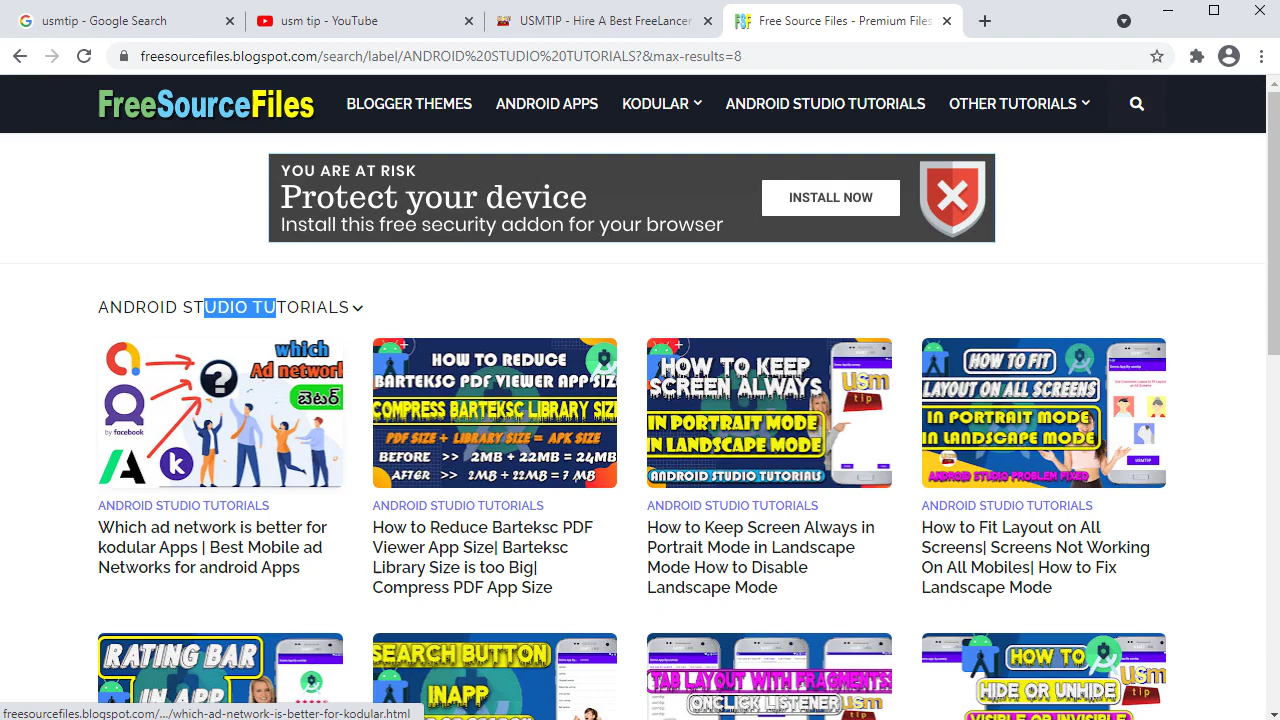 usmtip - Google Search
usm tip - YouTube
USMTIP - Hire A Best FreeLancer
Free Source Files - Premium Files
freesourcefiles.blogspot.com/search/label/ANDROID%20STUDIO%20TUTORIALS?&max-results=8
FreeSourceFiles
BLOGGER THEMES
ANDROID APPS
KODULAR
ANDROID STUDIO TUTORIALS
OTHER TUTORIALS
YOU ARE AT RISK
Protect your device
Install this free security addon for your browser
INSTALL NOW
ANDROID STUDIO TUTORIALS
which
Ad network
బెటర్
by facebook
ANDROID STUDIO TUTORIALS
Which ad network is better for
kodular Apps | Best Mobile ad
Networks for android Apps
HOW TO REDUCE
BARTEKSC PDF VIEWER APP SIZE
COMPRESS BARTEKSC LIBRARY SIZE
PDF SIZE + LIBRARY SIZE = APK SIZE
BEFORE >> 2MB + 22MB = 24MB
AFTER >> 2MB + 22MB = 7 MB
ANDROID STUDIO TUTORIALS
How to Reduce Barteksc PDF
Viewer App Size| Barteksc
Library Size is too Big|
Compress PDF App Size
HOW TO KEEP
SCREEN ALWAYS
IN PORTRAIT MODE
IN LANDSCAPE MODE
ANDROID STUDIO TUTORIALS
usm
tip
ANDROID STUDIO TUTORIALS
How to Keep Screen Always in
Portrait Mode in Landscape
Mode How to Disable
Landscape Mode
HOW TO FIT
LAYOUT ON ALL SCREENS
IN PORTRAIT MODE
IN LANDSCAPE MODE
ANDROID STUDIO PROBLEM FIXED
USMTIP
ANDROID STUDIO TUTORIALS
How to Fit Layout on All
Screens| Screens Not Working
On All Mobiles| How to Fix
Landscape Mode
RATING BAR
SEARCH BUTTON
INAPP
TAB LAYOUT WITH FRAGMENTS
ONCLICK LISTENER
usm
HOW TO
HIDE OR UNHIDE
VISIBLE OR INVISIBLE
usm
tip
freesourcefiles.blogspot.com/.../which-ad-network-is-better-for-kodular.html